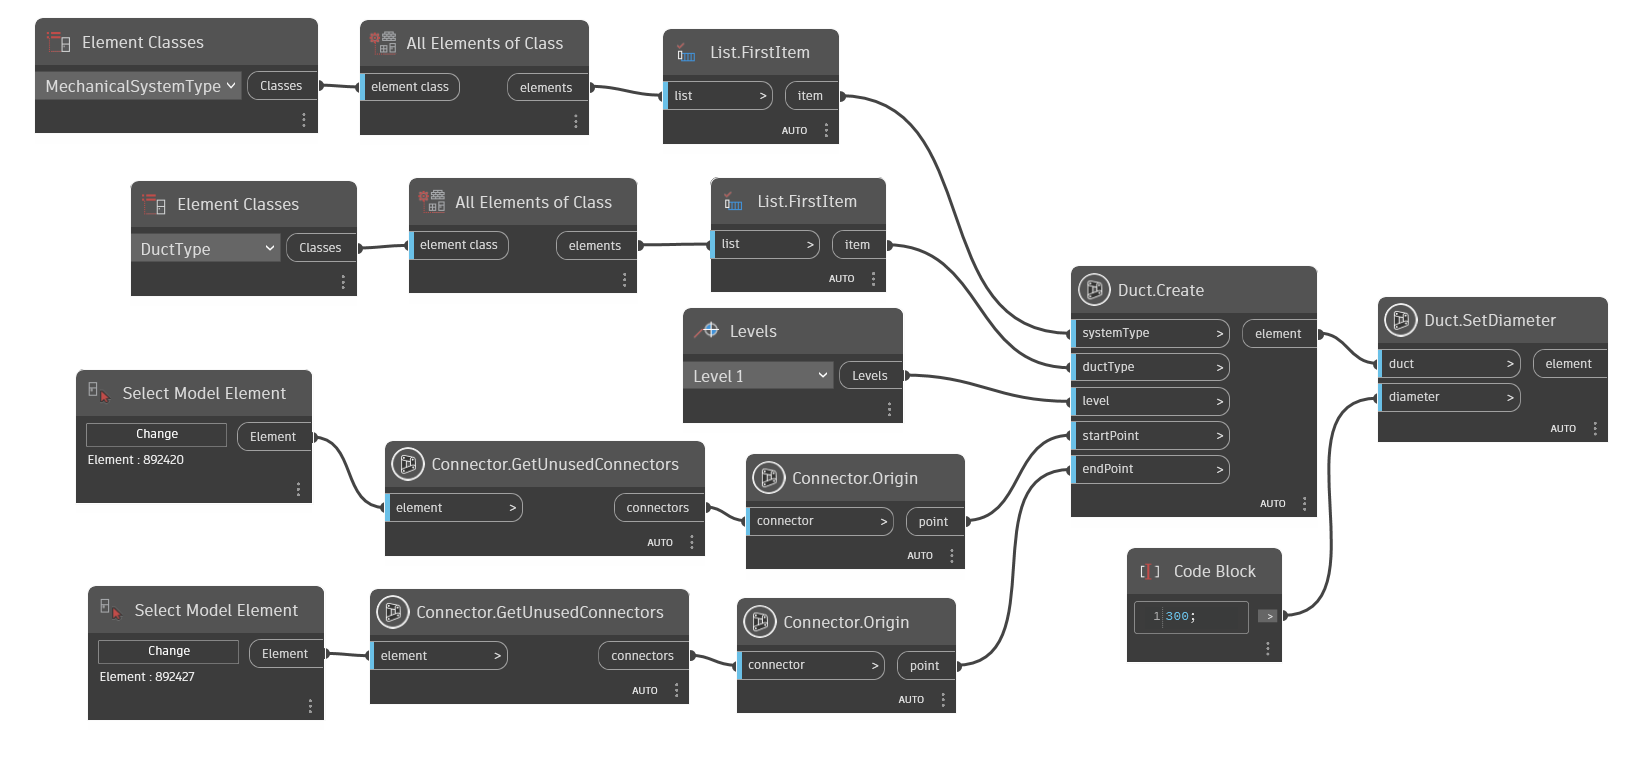 Element Classes
MechanicalSystemType
Classes
All Elements of Class
element class
elements
List.FirstItem
list >
item
AUTO
Element Classes
DuctType
Classes
All Elements of Class
element class
elements
List.FirstItem
list >
item
AUTO
Levels
Level 1
Levels
Select Model Element
Change
Element
Element : 892420
Connector.GetUnusedConnectors
element >
connectors
AUTO
Connector.Origin
connector >
point
AUTO
Select Model Element
Change
Element
Element : 892427
Connector.GetUnusedConnectors
element >
connectors
AUTO
Connector.Origin
connector >
point
AUTO
Duct.Create
systemType >
element
ductType >
level >
startPoint >
endPoint >
AUTO
Code Block
1 300;
>
Duct.SetDiameter
duct >
element
diameter >
AUTO